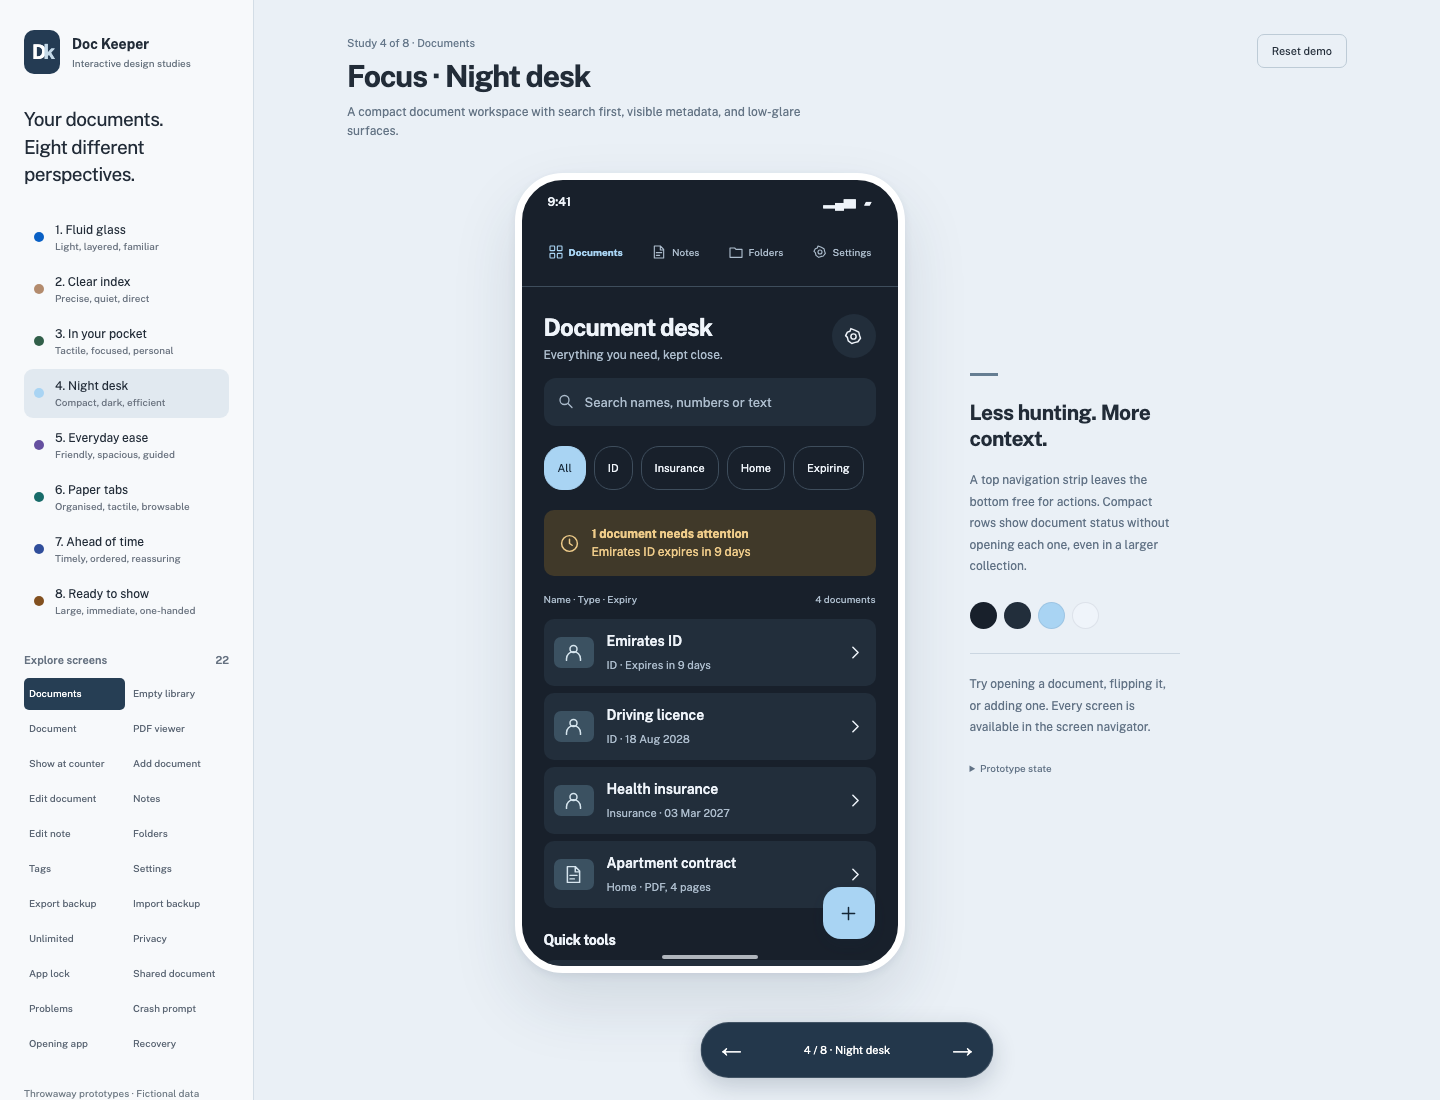 Dk
Doc Keeper
Interactive design studies
Your documents.
Eight different
perspectives.
1. Fluid glass
Light, layered, familiar
2. Clear index
Precise, quiet, direct
3. In your pocket
Tactile, focused, personal
4. Night desk
Compact, dark, efficient
5. Everyday ease
Friendly, spacious, guided
6. Paper tabs
Organised, tactile, browsable
7. Ahead of time
Timely, ordered, reassuring
8. Ready to show
Large, immediate, one-handed
Explore screens 22
Documents Empty library
Document PDF viewer
Show at counter Add document
Edit document Notes
Edit note Folders
Tags Settings
Export backup Import backup
Unlimited Privacy
App lock Shared document
Problems Crash prompt
Opening app Recovery
Throwaway prototypes · Fictional data
Study 4 of 8 · Documents
Focus · Night desk
A compact document workspace with search first, visible metadata, and low-glare
surfaces.
Reset demo
9:41
Documents Notes Folders Settings
Document desk
Everything you need, kept close.
Search names, numbers or text
All ID Insurance Home Expiring
1 document needs attention
Emirates ID expires in 9 days
Name · Type · Expiry 4 documents
Emirates ID
ID · Expires in 9 days
Driving licence
ID · 18 Aug 2028
Health insurance
Insurance · 03 Mar 2027
Apartment contract
Home · PDF, 4 pages
Quick tools
Less hunting. More
context.
A top navigation strip leaves the
bottom free for actions. Compact
rows show document status without
opening each one, even in a larger
collection.
Try opening a document, flipping it,
or adding one. Every screen is
available in the screen navigator.
Prototype state
4 / 8 · Night desk